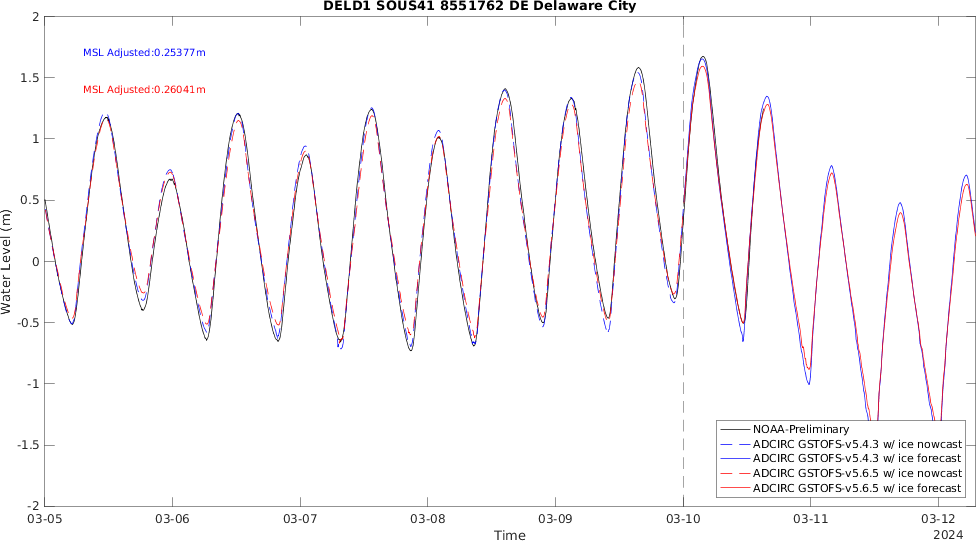 DELD1 SOUS41 8551762 DE Delaware City
MSL Adjusted:0.25377m
MSL Adjusted:0.26041m
Water Level (m)
2
1.5
1
0.5
0
-0.5
-1
-1.5
-2
NOAA-Preliminary
ADCIRC GSTOFS-v5.4.3 w/ ice nowcast
ADCIRC GSTOFS-v5.4.3 w/ ice forecast
ADCIRC GSTOFS-v5.6.5 w/ ice nowcast
ADCIRC GSTOFS-v5.6.5 w/ ice forecast
03-05 03-06 03-07 03-08 03-09 03-10 03-11 03-12
Time
2024